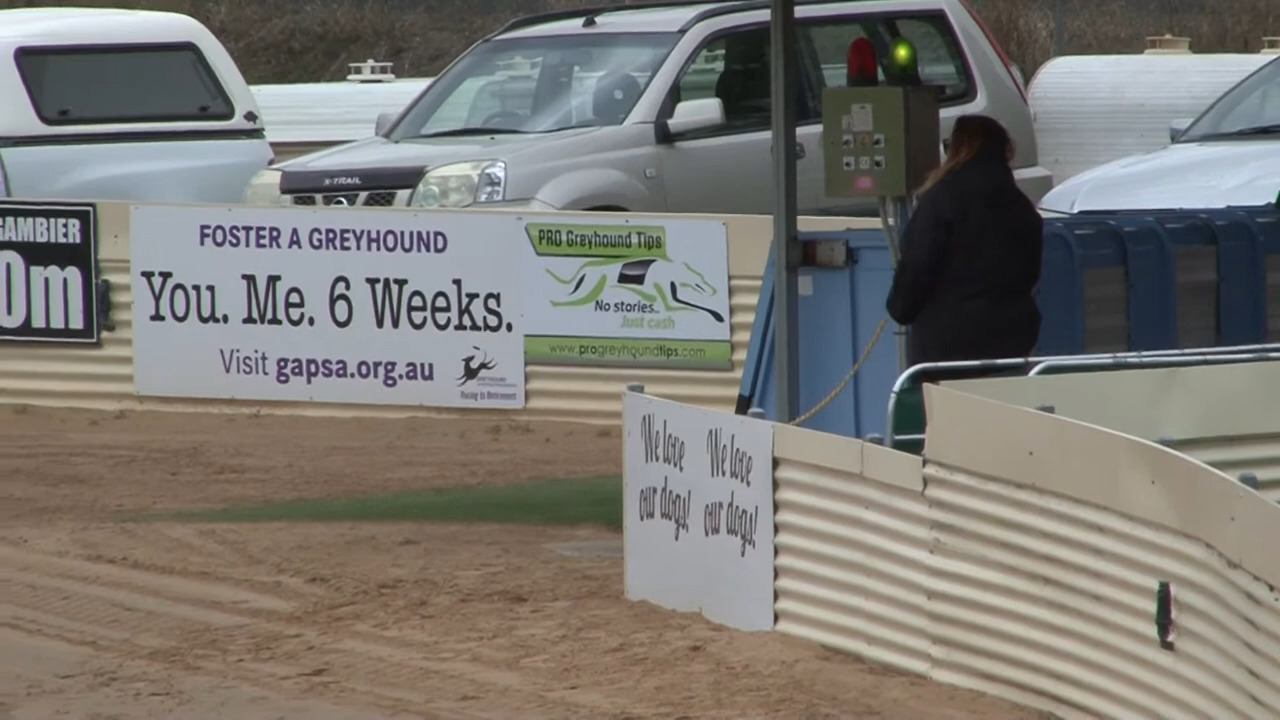 X-TRAIL
GAMBIER
0m
FOSTER A GREYHOUND
You. Me. 6 Weeks.
Visit gapsa.org.au
GREYHOUND
Racing to Retirement
PRO Greyhound Tips
No stories..
Just cash
www.progreyhoundtips.com
We love our dogs!
We love our dogs!